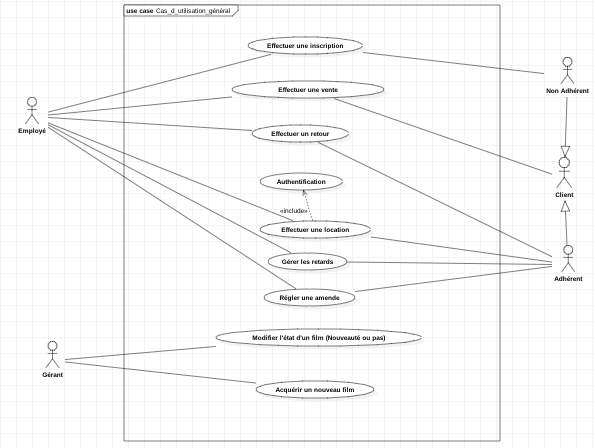 use case Cas_d_utilisation_général
Effectuer une inscription
Non Adhérent
Effectuer une vente
Employé
Effectuer un retour
Authentification
Client
«include»
Effectuer une location
Gérer les retards
Adhérent
Régler une amende
Modifier l'état d'un film (Nouveauté ou pas)
Gérant
Acquérir un nouveau film